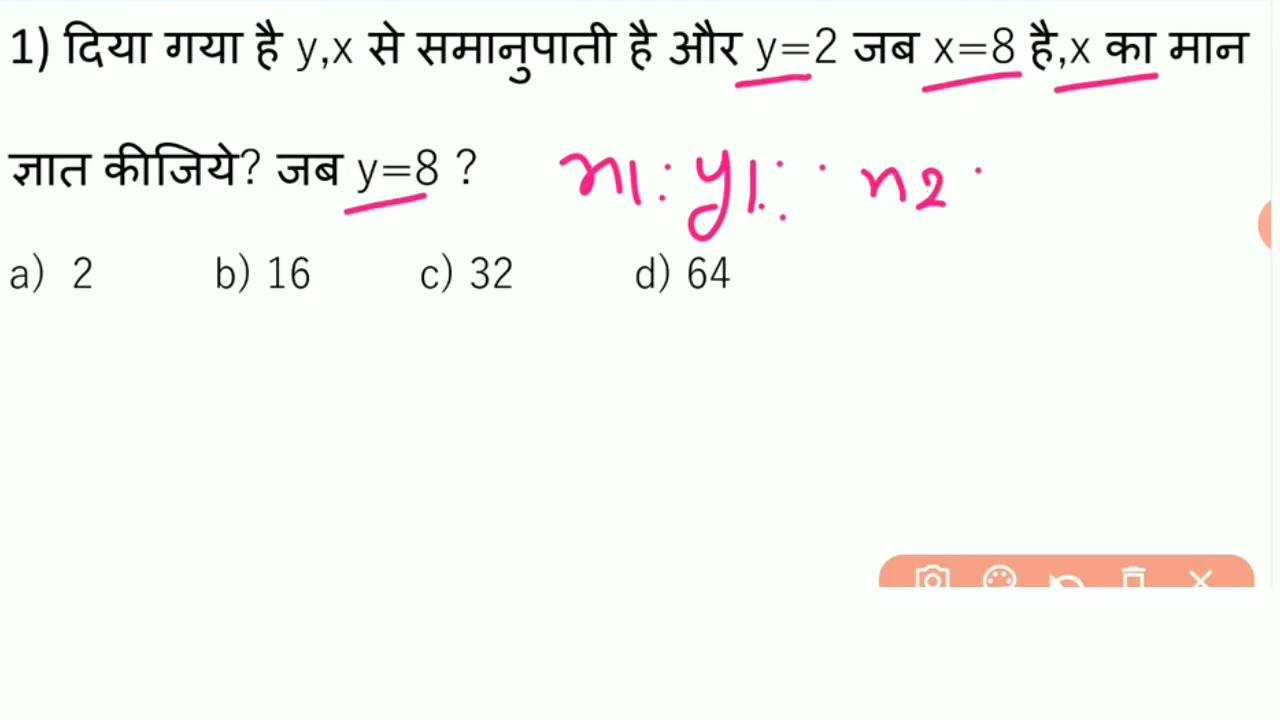 1) दिया गया है y,x से समानुपाती है और y=2 जब x=8 है,x का मान
ज्ञात कीजिये? जब y=8 ? x1 : y1 :: x2 :
a) 2 b) 16 c) 32 d) 64